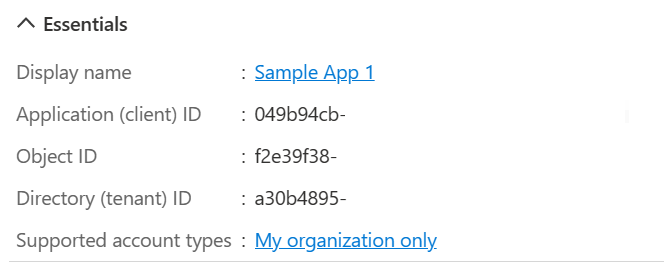 Essentials
Display name : Sample App 1
Application (client) ID : 049b94cb-
Object ID : f2e39f38-
Directory (tenant) ID : a30b4895-
Supported account types : My organization only